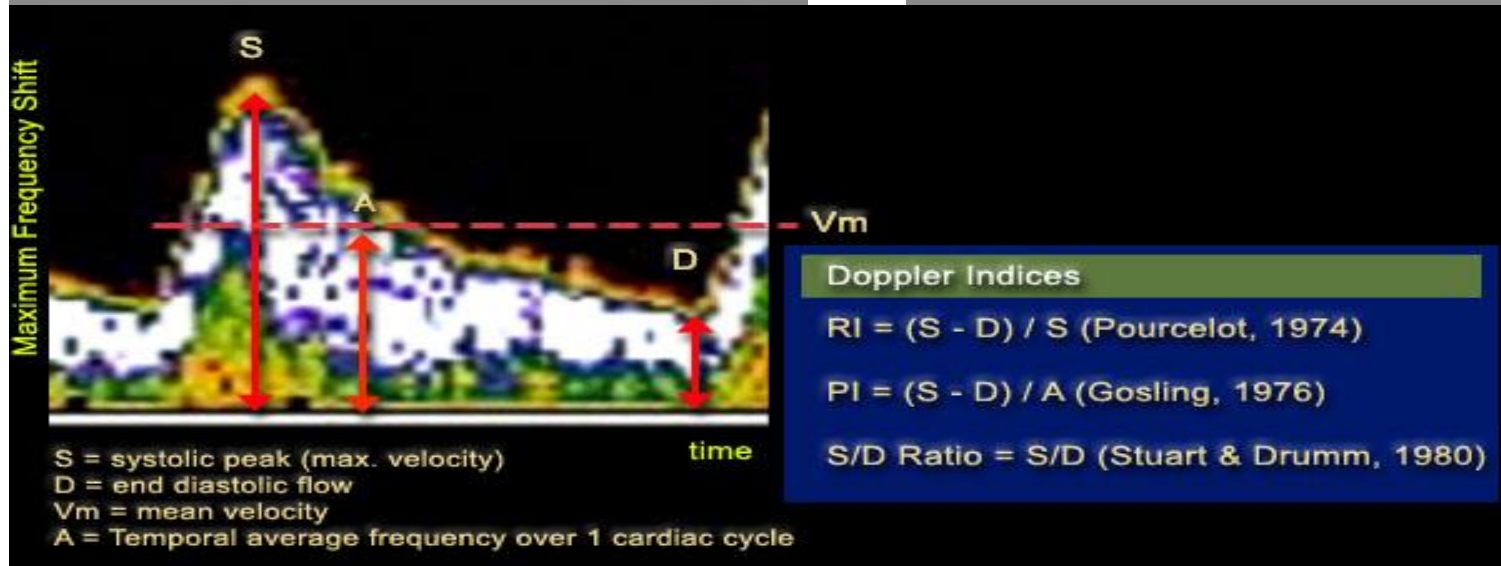 S
Maximum Frequency Shift
A
Vm
D
Doppler Indices
RI = (S - D) / S (Pourcelot, 1974)
PI = (S - D) / A (Gosling, 1976)
S/D Ratio = S/D (Stuart & Drumm, 1980)
time
S = systolic peak (max. velocity)
D = end diastolic flow
Vm = mean velocity
A = Temporal average frequency over 1 cardiac cycle